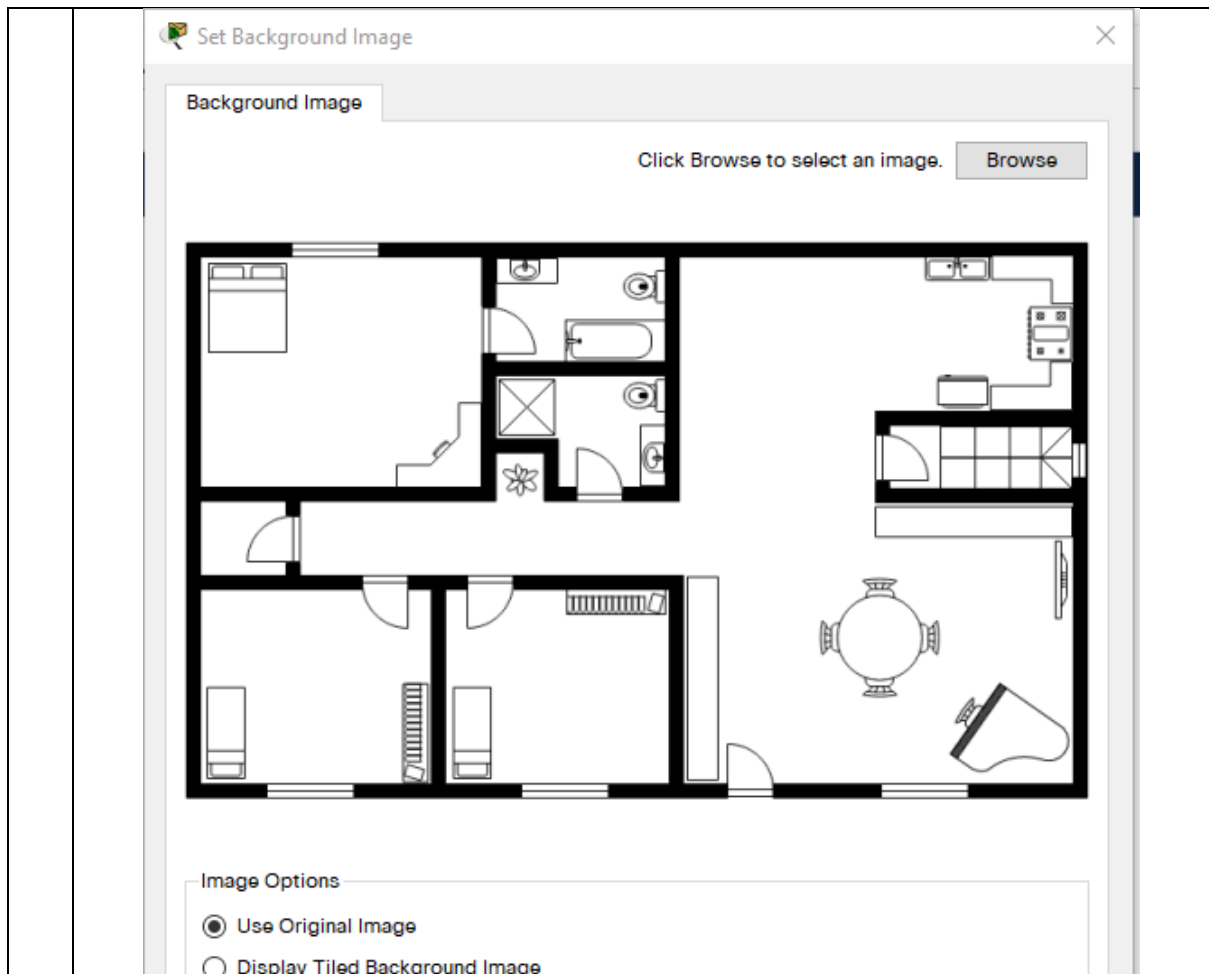 Set Background Image
Background Image
Click Browse to select an image. Browse
Image Options
Use Original Image
Display Tiled Background Image